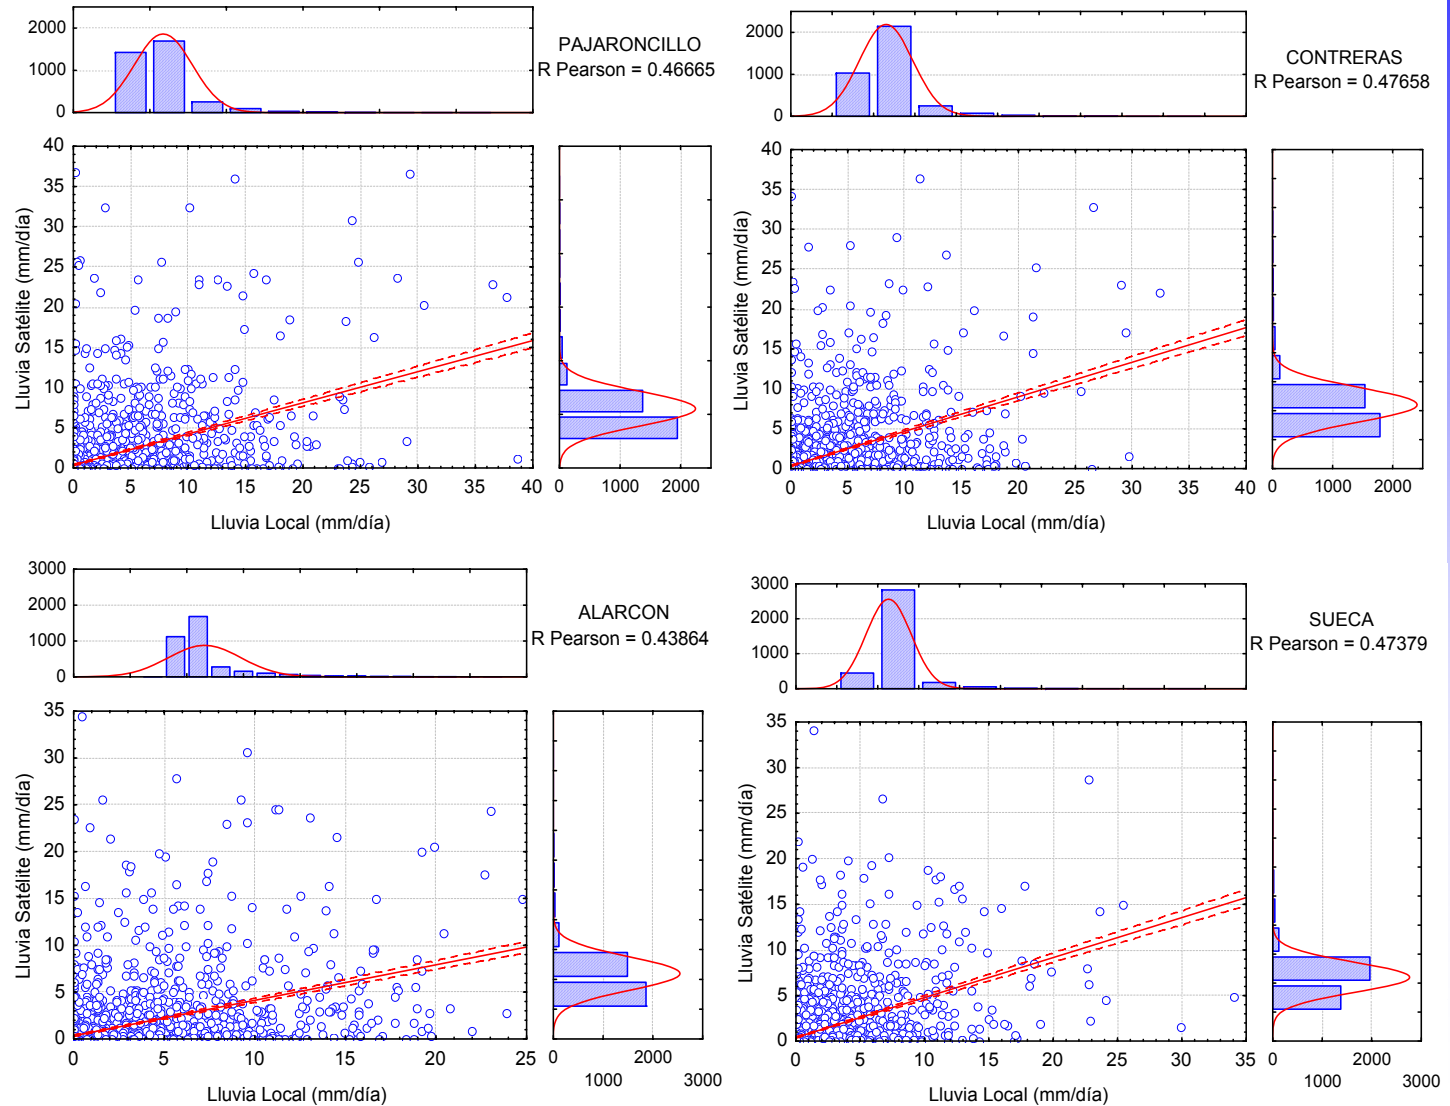 2000
1000
0
PAJARONCILLO
R Pearson = 0.46665
40
35
30
25
20
15
10
5
0
Lluvia Satélite (mm/día)
0 5 10 15 20 25 30 35 40
Lluvia Local (mm/día)
0 1000 2000
2000
1000
0
CONTRERAS
R Pearson = 0.47658
40
35
30
25
20
15
10
5
0
Lluvia Satélite (mm/día)
0 5 10 15 20 25 30 35 40
Lluvia Local (mm/día)
0 1000 2000
3000
2000
1000
0
ALARCON
R Pearson = 0.43864
35
30
25
20
15
10
5
0
Lluvia Satélite (mm/día)
0 5 10 15 20 25
Lluvia Local (mm/día)
0 2000
1000 3000
3000
2000
1000
0
SUECA
R Pearson = 0.47379
35
30
25
20
15
10
5
0
Lluvia Satélite (mm/día)
0 5 10 15 20 25 30 35
Lluvia Local (mm/día)
0 2000
1000 3000